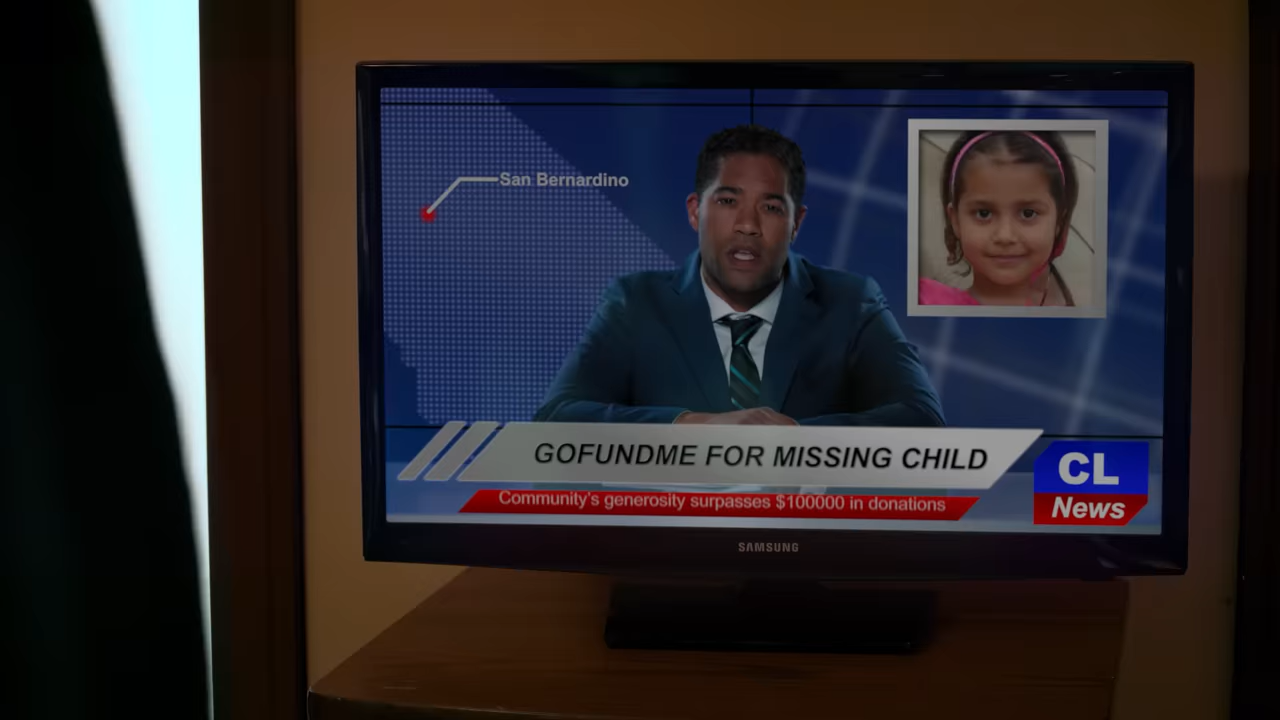 San Bernardino
GOFUNDME FOR MISSING CHILD
Community's generosity surpasses $100000 in donations
CL
News
SAMSUNG